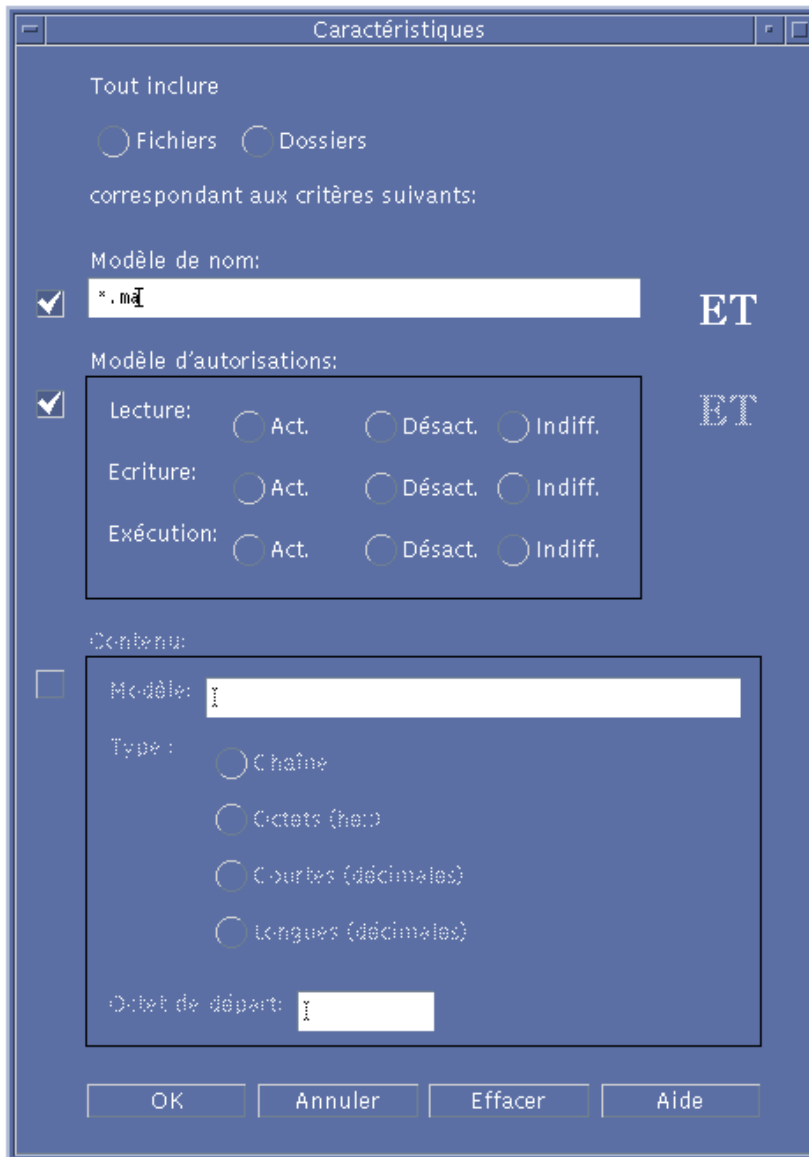 Caractéristiques
Tout inclure
Fichiers Dossiers
correspondant aux critères suivants:
Modèle de nom:
*.ma ET
Modèle d'autorisations:
ET
Lecture: Act. Désact. Indiff.
Ecriture: Act. Désact. Indiff.
Exécution: Act. Désact. Indiff.
Contenu:
Modèle:
Type :
Chaîne
Octets (hex)
Courtes (décimales)
Longues (décimales)
Octet de départ:
OK Annuler Effacer Aide